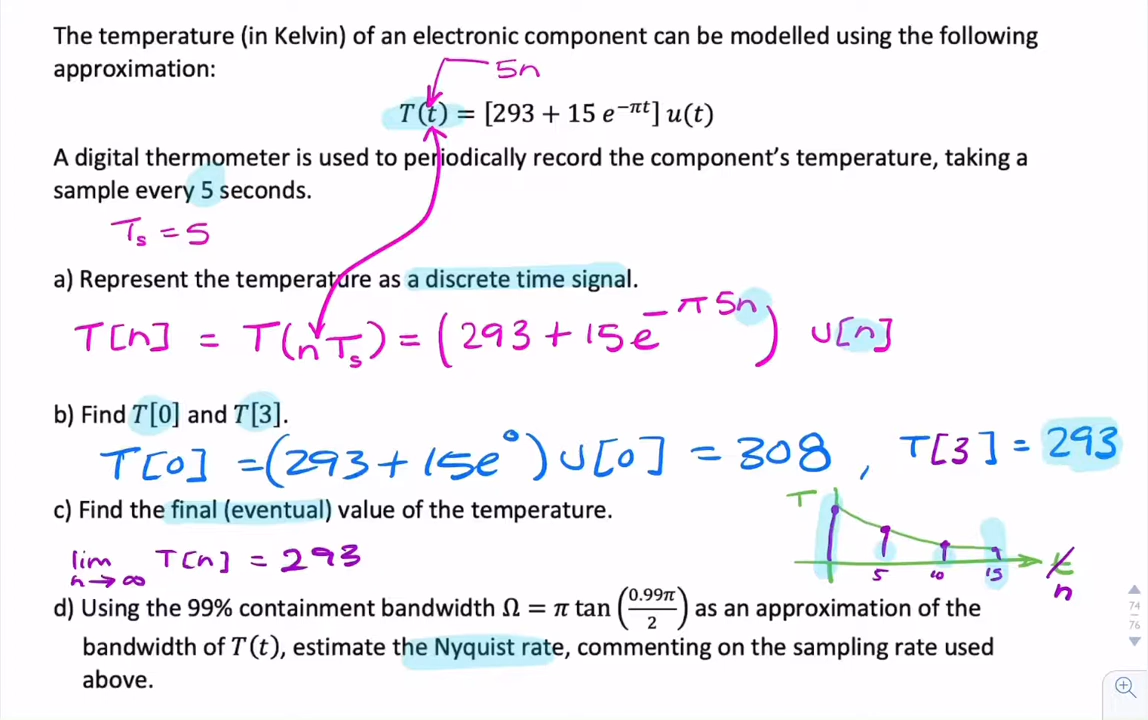 The temperature (in Kelvin) of an electronic component can be modelled using the following
approximation:
5n
T(t) = [293 + 15 e^{−πt}] u(t)
A digital thermometer is used to periodically record the component’s temperature, taking a
sample every 5 seconds.
T_s = 5
a) Represent the temperature as a discrete time signal.
T[n] = T(nT_s) = (293 + 15e^{−π5n}) u[n]
b) Find T[0] and T[3].
T[0] = (293 + 15e^0) u[0] = 308 , T[3] = 293
c) Find the final (eventual) value of the temperature.
T
lim_{n→∞} T[n] = 293
5 10 15 t
n
d) Using the 99% containment bandwidth Ω = π tan (0.99π/2) as an approximation of the
bandwidth of T(t), estimate the Nyquist rate, commenting on the sampling rate used
above.
74
76